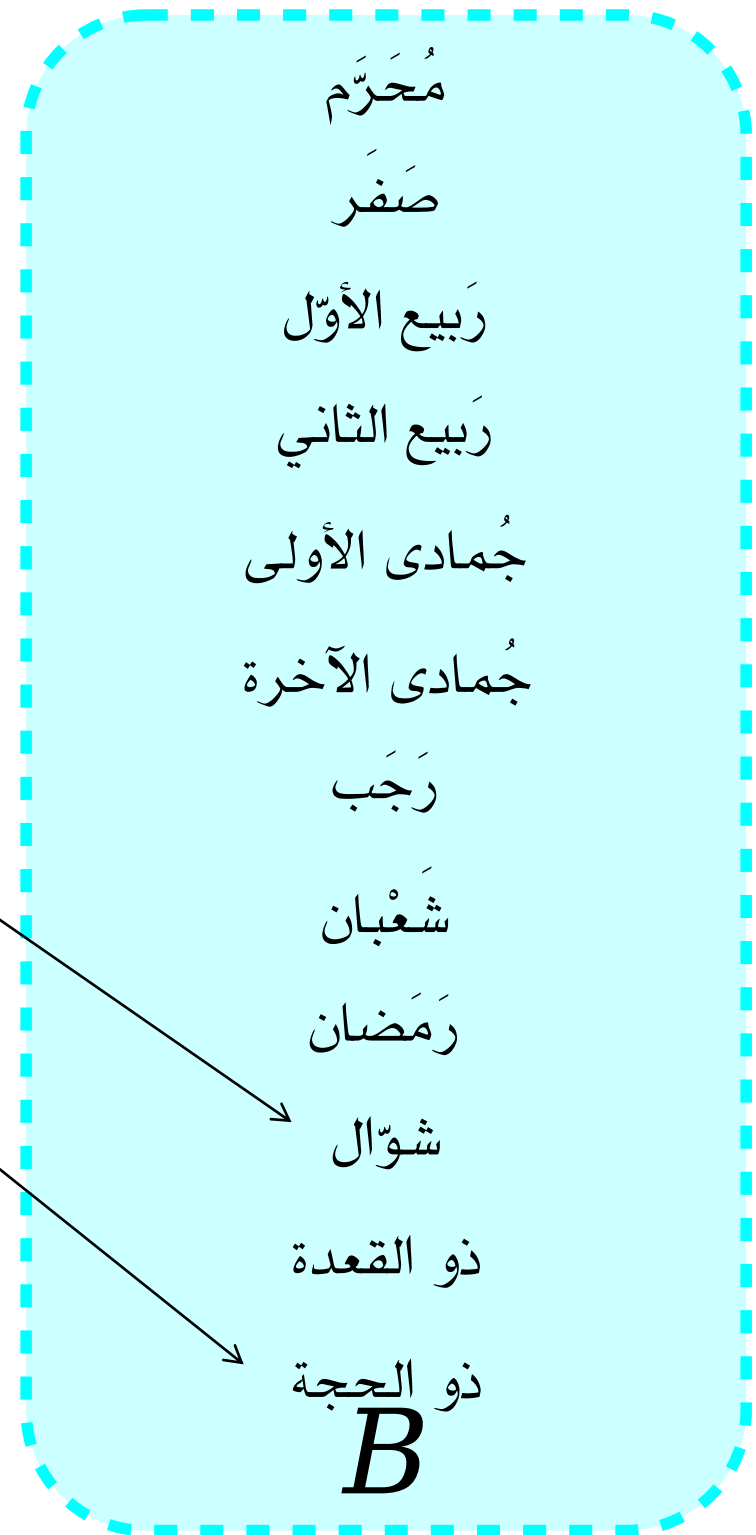 مُحَرَّم
صَفَر
رَبيع الأوّل
رَبيع الثاني
جُمادى الأولى
جُمادى الآخرة
رَجَب
شَعْبان
رَمَضان
شوّال
ذو القعدة
ذو الحجة
B